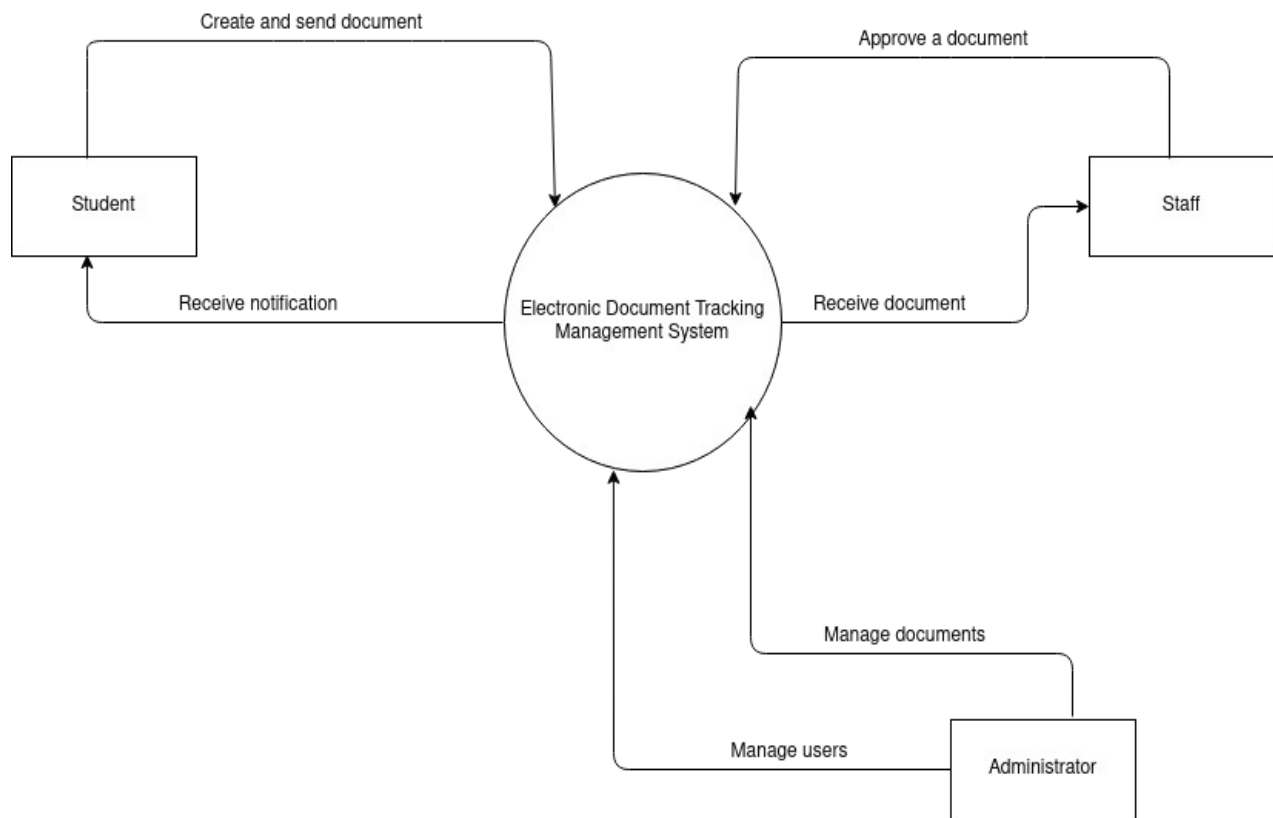 Create and send document
Approve a document
Student
Staff
Receive notification
Electronic Document Tracking
Management System
Receive document
Manage documents
Manage users
Administrator